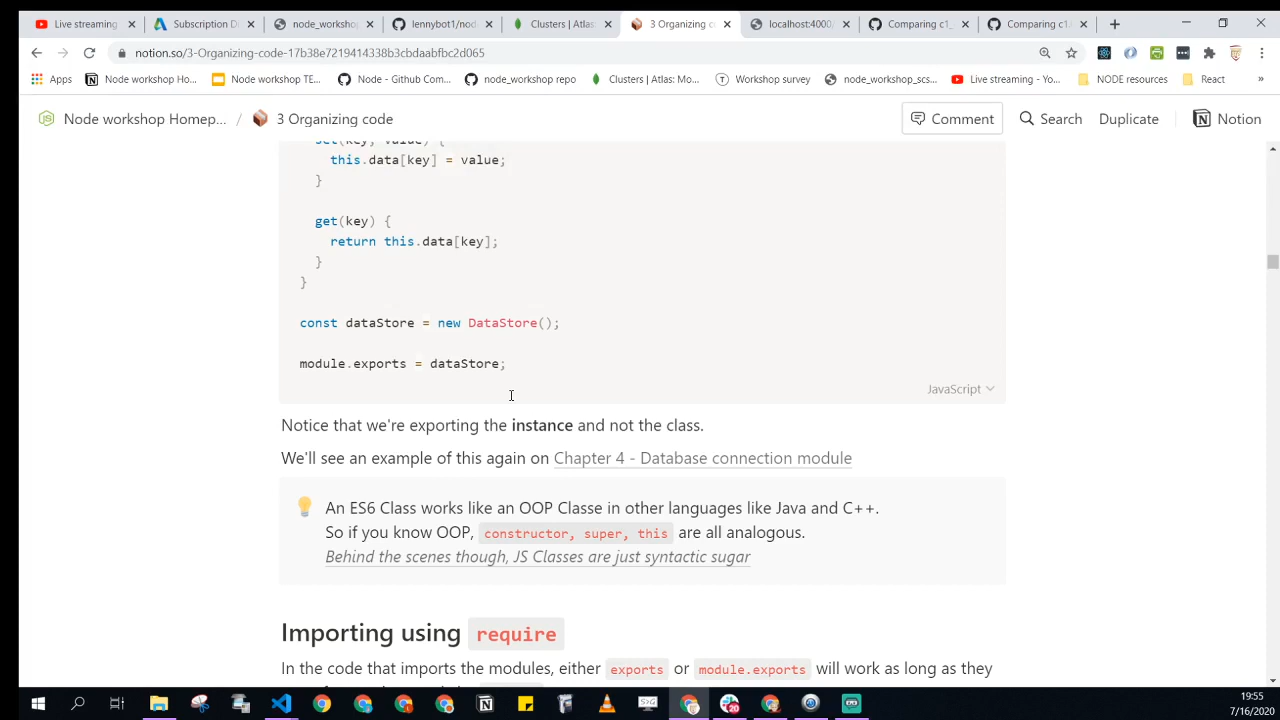 Live streaming
Subscription D
node_worksho
lennybot1/nod
Clusters | Atlas
3 Organizing co
localhost:4000/
Comparing c1_
Comparing c1.
notion.so/3-Organizing-code-17b38e7219414338b3cbdaabfbc2d065
Apps
Node workshop Ho...
Node workshop TE...
Node - Github Com...
node_workshop repo
Clusters | Atlas: Mo...
Workshop survey
node_workshop_scs...
Live streaming - Yo...
NODE resources
React
»
Node workshop Homep... / 3 Organizing code
Comment
Search
Duplicate
Notion
set(key, value) {
this.data[key] = value;
}
get(key) {
return this.data[key];
}
}
const dataStore = new DataStore();
module.exports = dataStore;
JavaScript
Notice that we're exporting the instance and not the class.
We'll see an example of this again on Chapter 4 - Database connection module
An ES6 Class works like an OOP Classe in other languages like Java and C++.
So if you know OOP, constructor, super, this are all analogous.
Behind the scenes though, JS Classes are just syntactic sugar
Importing using require
In the code that imports the modules, either exports or module.exports will work as long as they
19:55
7/16/2020